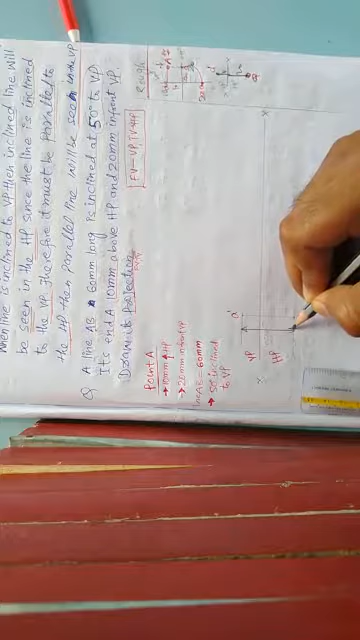 When line is inclined to VP then inclined line will
be seen in the HP since the line is inclined
to the VP therefore it must be parallel to
the HP then parallel line will be seen in the VP
Q A line AB 60mm long is inclined at 50° to VP
Its end A 10mm above HP and 20mm infront VP.
Draw its projection
FV - VP TV HP
Point A
→ 10mm ↑ HP
→ 20mm infront VP
Line AB = 60mm
→ 50° inclined
to VP
Rough
a'
VP
HP
X
X